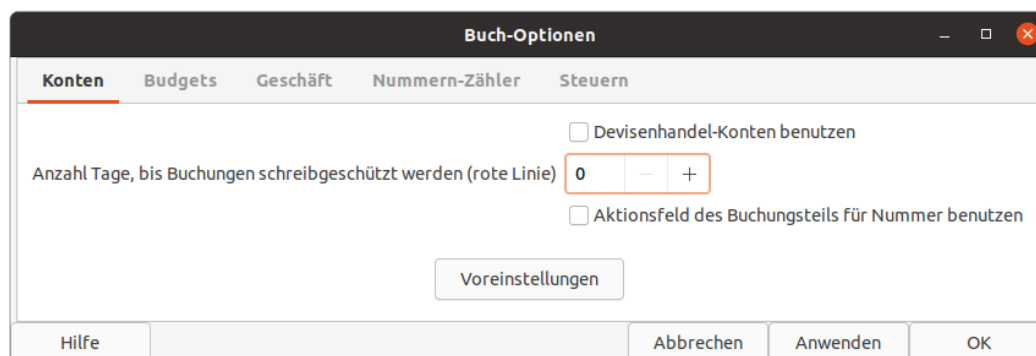 Buch-Optionen
Konten Budgets Geschäft Nummern-Zähler Steuern
Devisenhandel-Konten benutzen
Anzahl Tage, bis Buchungen schreibgeschützt werden (rote Linie) 0 − +
Aktionsfeld des Buchungsteils für Nummer benutzen
Voreinstellungen
Hilfe Abbrechen Anwenden OK